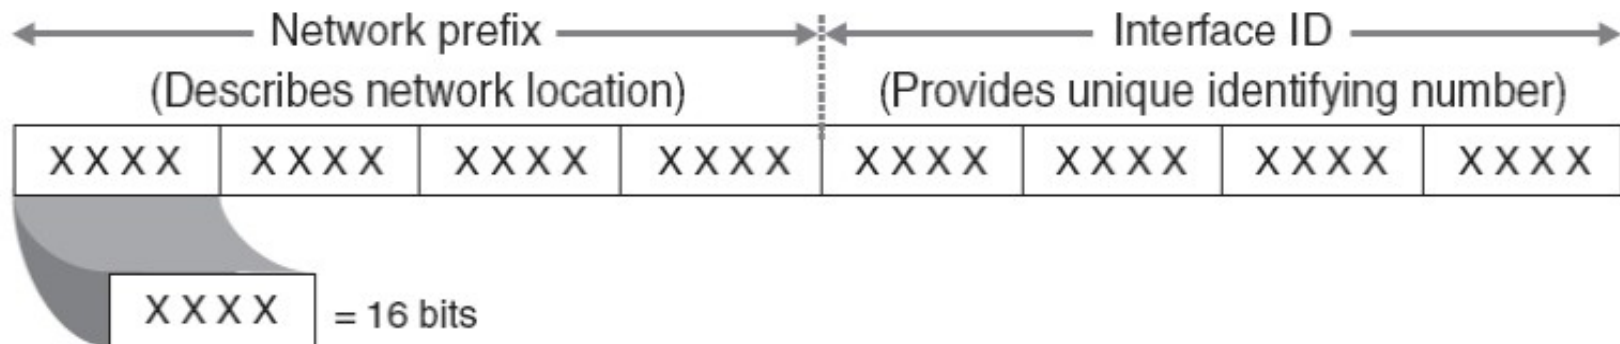 Network prefix Interface ID
(Describes network location) (Provides unique identifying number)
XXXX XXXX XXXX XXXX XXXX XXXX XXXX XXXX
XXXX = 16 bits